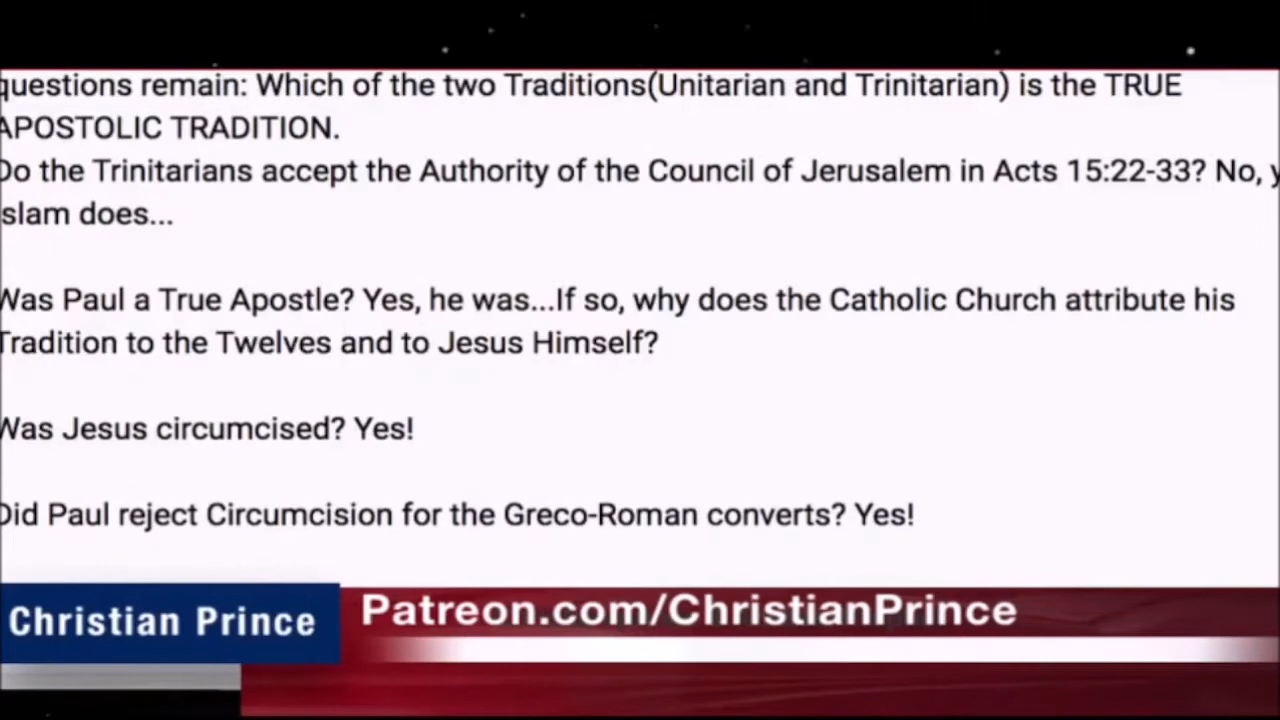 questions remain: Which of the two Traditions(Unitarian and Trinitarian) is the TRUE
APOSTOLIC TRADITION.
Do the Trinitarians accept the Authority of the Council of Jerusalem in Acts 15:22-33? No, y
slam does...
Was Paul a True Apostle? Yes, he was...If so, why does the Catholic Church attribute his
Tradition to the Twelves and to Jesus Himself?
Was Jesus circumcised? Yes!
Did Paul reject Circumcision for the Greco-Roman converts? Yes!
Christian Prince
Patreon.com/ChristianPrince